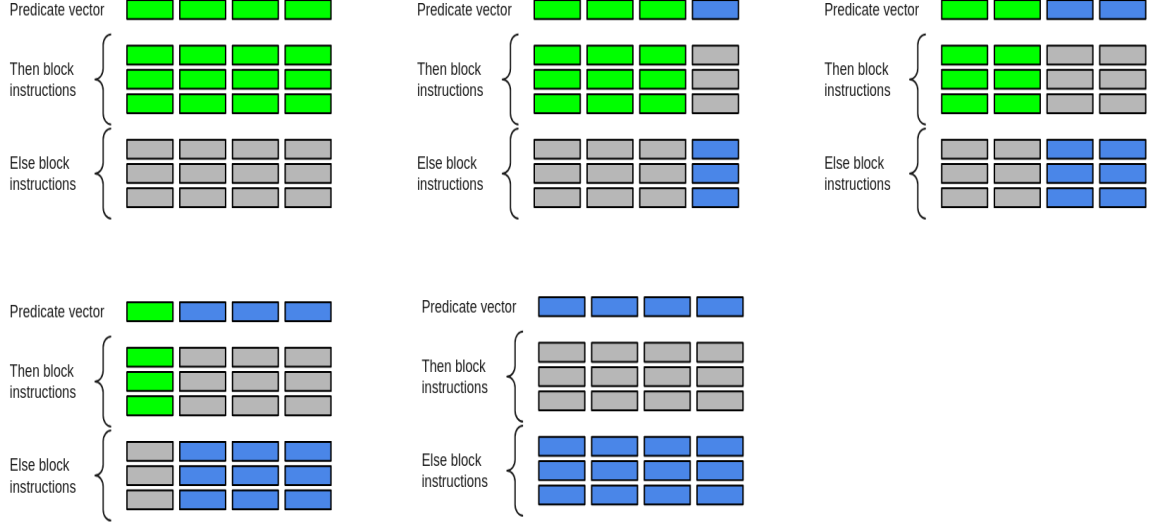 Predicate vector
Then block
instructions
Else block
instructions
Predicate vector
Then block
instructions
Else block
instructions
Predicate vector
Then block
instructions
Else block
instructions
Predicate vector
Then block
instructions
Else block
instructions
Predicate vector
Then block
instructions
Else block
instructions